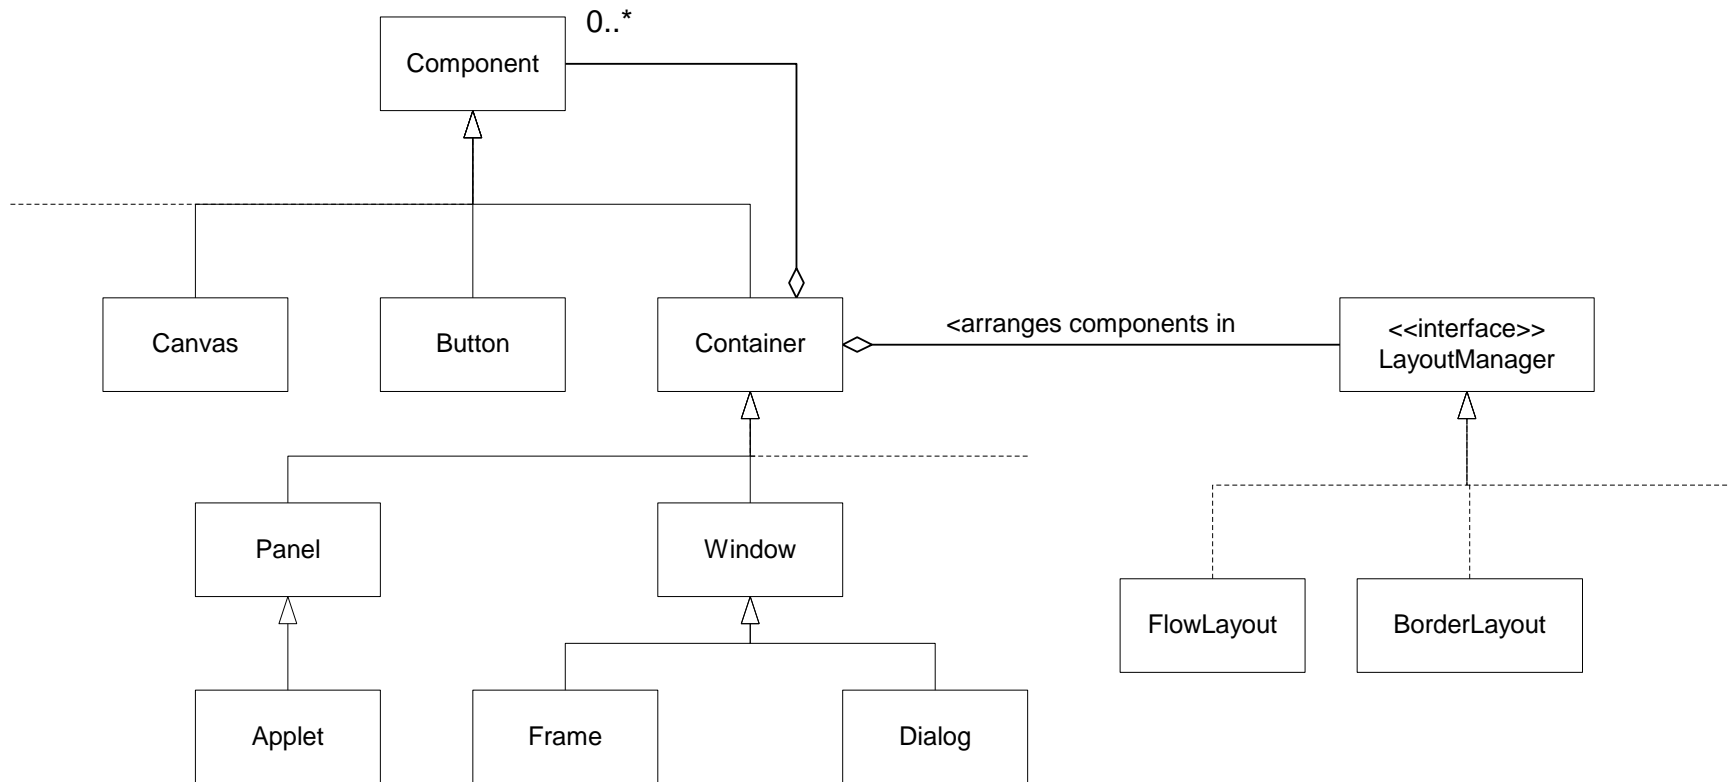 0..*
Component
Canvas
Button
Container
<arranges components in
<<interface>>
LayoutManager
Panel
Window
FlowLayout
BorderLayout
Applet
Frame
Dialog